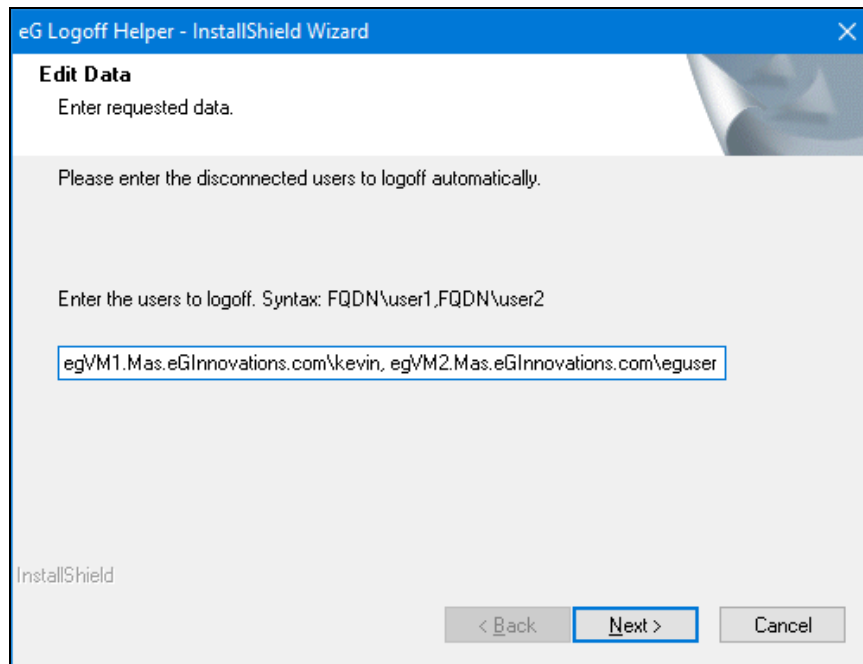 eG Logoff Helper - InstallShield Wizard
Edit Data
Enter requested data.
Please enter the disconnected users to logoff automatically.
Enter the users to logoff. Syntax: FQDN\user1,FQDN\user2
egVM1.Mas.eGInnovations.com\kevin, egVM2.Mas.eGInnovations.com\eguser
InstallShield
< Back Next > Cancel